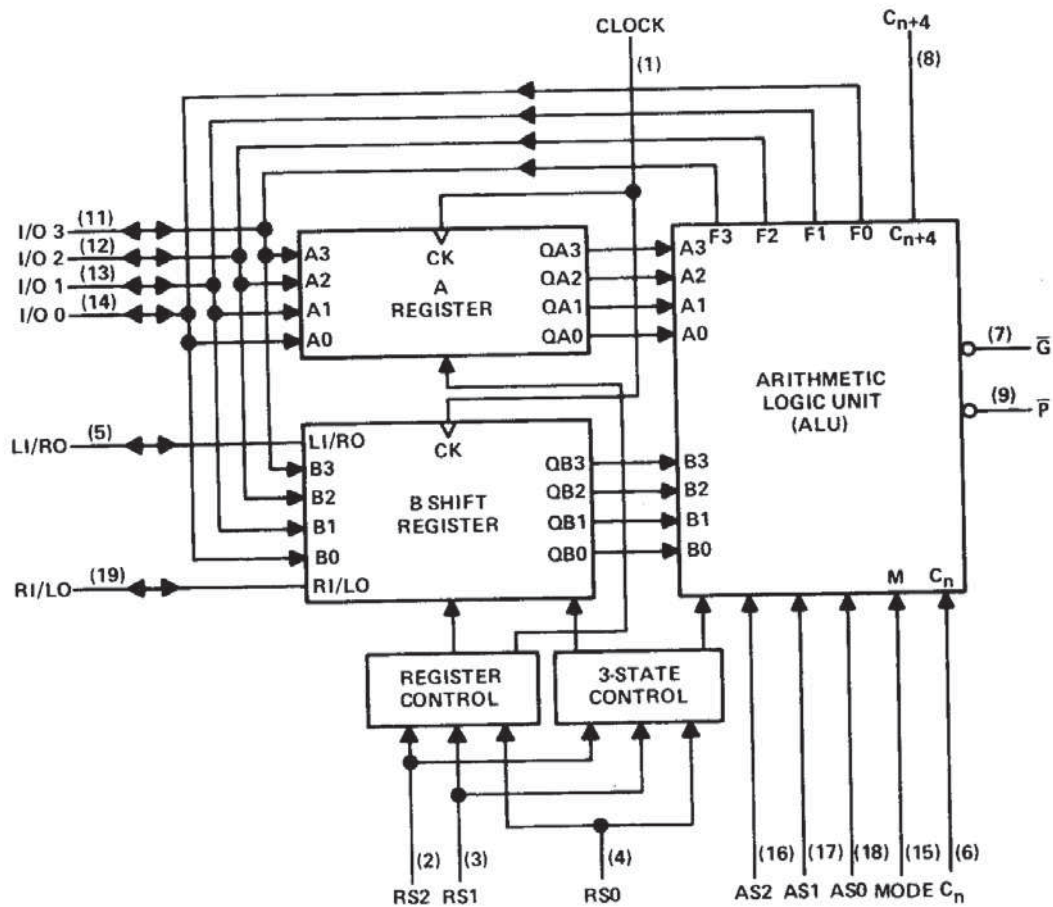 CLOCK
Cn+4
(1)
(8)
I/O 3 (11)
I/O 2 (12)
I/O 1 (13)
I/O 0 (14)
A3
A2
A1
A0
CK
A
REGISTER
QA3
QA2
QA1
QA0
A3
A2
A1
A0
F3 F2 F1 F0 Cn+4
ARITHMETIC
LOGIC UNIT
(ALU)
(7) G̅
(9) P̅
LI/RO (5)
RI/LO (19)
LI/RO
B3
B2
B1
B0
RI/LO
CK
B SHIFT
REGISTER
QB3
QB2
QB1
QB0
B3
B2
B1
B0
M Cn
REGISTER
CONTROL
3-STATE
CONTROL
(2) (3) (4) (16) (17) (18) (15) (6)
RS2 RS1 RS0 AS2 AS1 AS0 MODE Cn